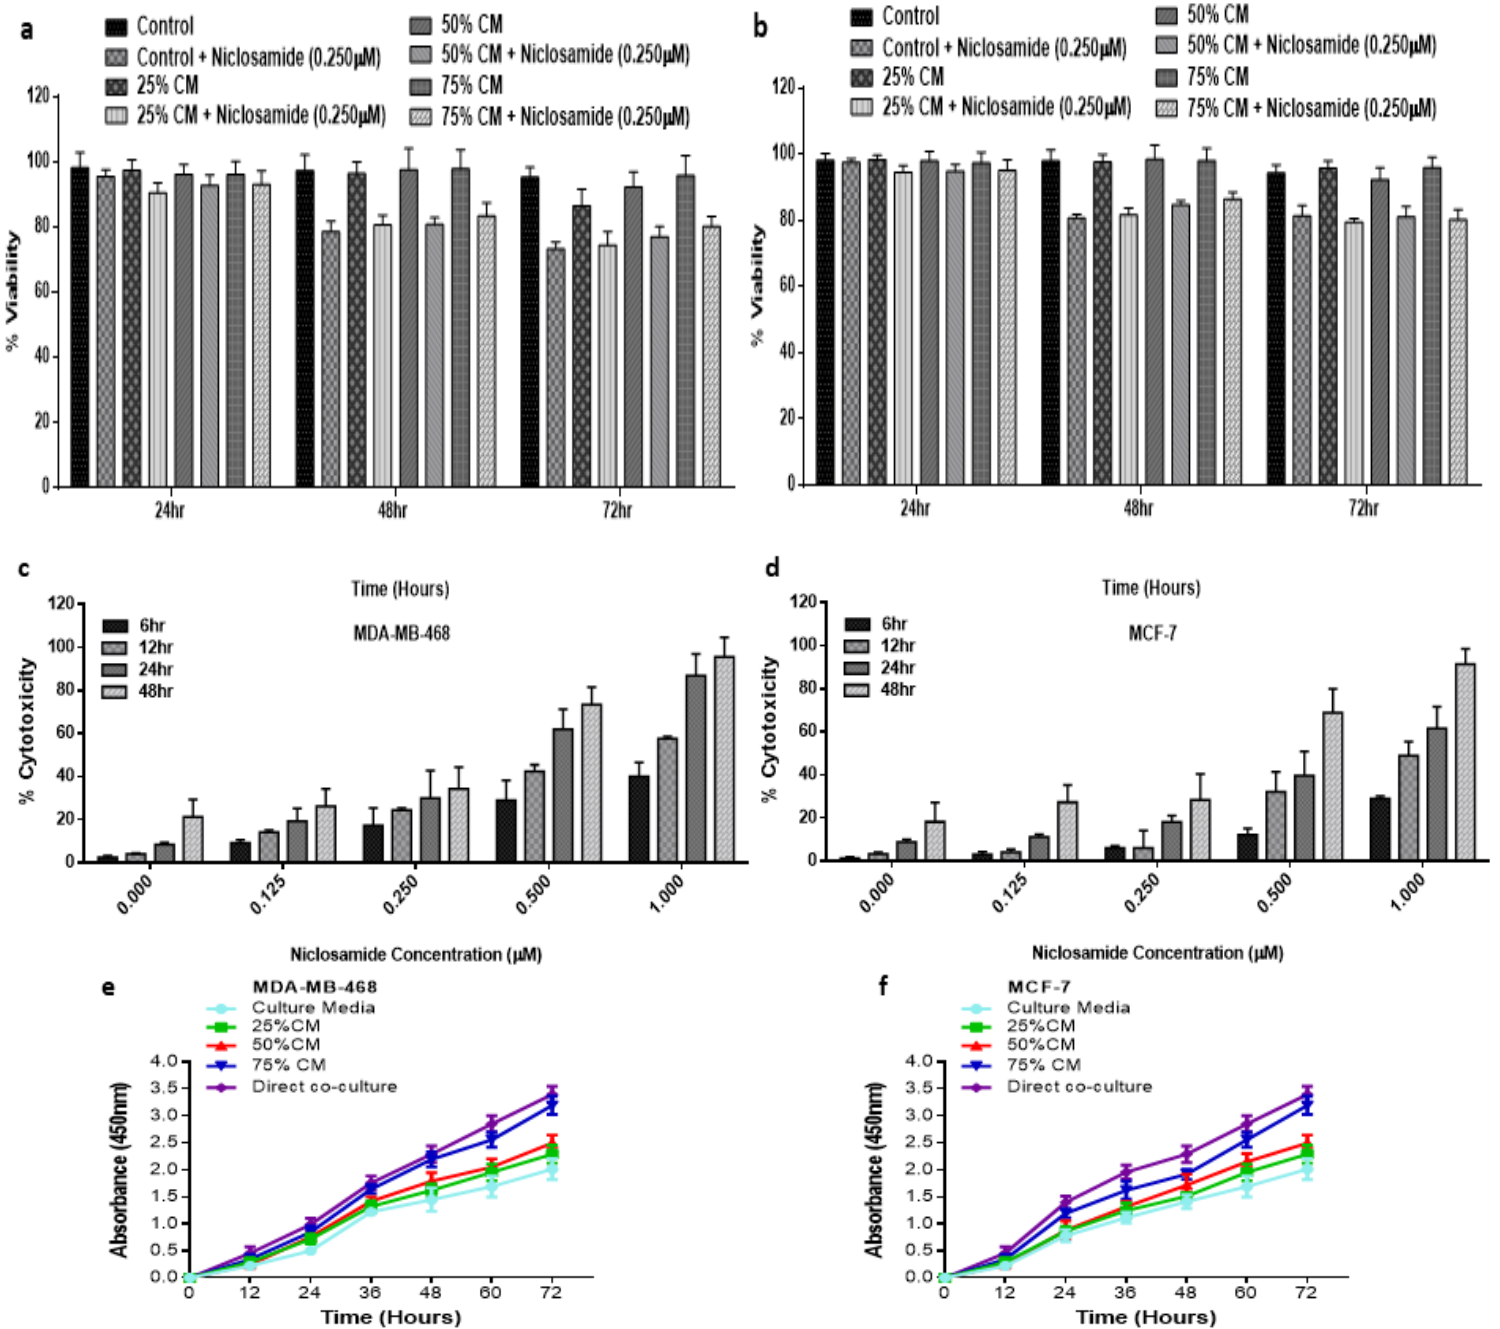 a
Control
Control + Niclosamide (0.250μM)
25% CM
25% CM + Niclosamide (0.250μM)
50% CM
50% CM + Niclosamide (0.250μM)
75% CM
75% CM + Niclosamide (0.250μM)
% Viability
120
100
80
60
40
20
0
24hr
48hr
72hr
Time (Hours)
b
Control
Control + Niclosamide (0.250μM)
25% CM
25% CM + Niclosamide (0.250μM)
50% CM
50% CM + Niclosamide (0.250μM)
75% CM
75% CM + Niclosamide (0.250μM)
% Viability
120
100
80
60
40
20
0
24hr
48hr
72hr
Time (Hours)
c
MDA-MB-468
6hr
12hr
24hr
48hr
% Cytotoxicity
120
100
80
60
40
20
0
0.000
0.125
0.250
0.500
1.000
Niclosamide Concentration (μM)
d
MCF-7
6hr
12hr
24hr
48hr
% Cytotoxicity
120
100
80
60
40
20
0
0.000
0.125
0.250
0.500
1.000
Niclosamide Concentration (μM)
e
MDA-MB-468
Culture Media
25%CM
50%CM
75% CM
Direct co-culture
Absorbance (450nm)
4.0
3.5
3.0
2.5
2.0
1.5
1.0
0.5
0.0
0
12
24
36
48
60
72
Time (Hours)
f
MCF-7
Culture Media
25%CM
50%CM
75% CM
Direct co-culture
Absorbance (450nm)
4.0
3.5
3.0
2.5
2.0
1.5
1.0
0.5
0.0
0
12
24
36
48
60
72
Time (Hours)